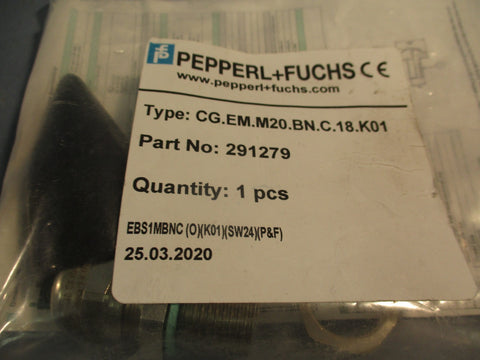 PEPPERL+FUCHS CE
www.pepperl+fuchs.com
Type: CG.EM.M20.BN.C.18.K01
Part No: 291279
Quantity: 1 pcs
EBS1MBNC (O)(K01)(SW24)(P&F)
25.03.2020